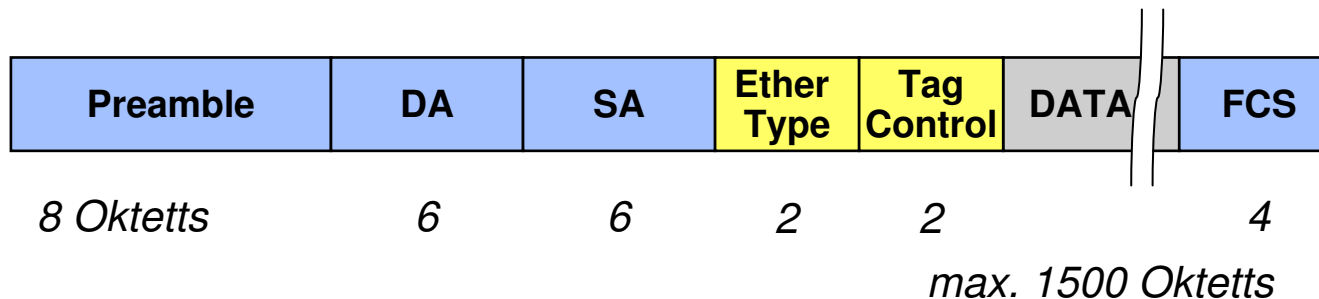 Preamble
DA
SA
Ether
Type
Tag
Control
DATA
FCS
8 Oktetts
6
6
2
2
4
max. 1500 Oktetts